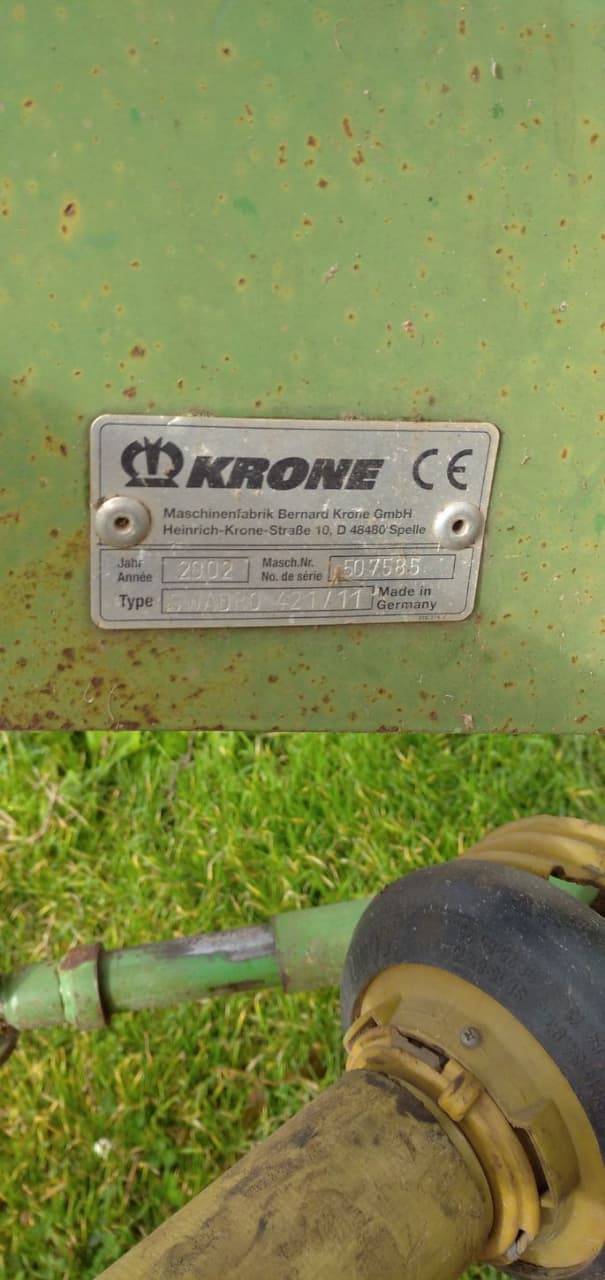 KRONE CE
Maschinenfabrik Bernard Krone GmbH
Heinrich-Krone-Straße 10, D 48480 Spelle
Jahr
Année
2002
Masch.Nr.
No. de série
507585
Type
SWADRO 421/11
Made in
Germany